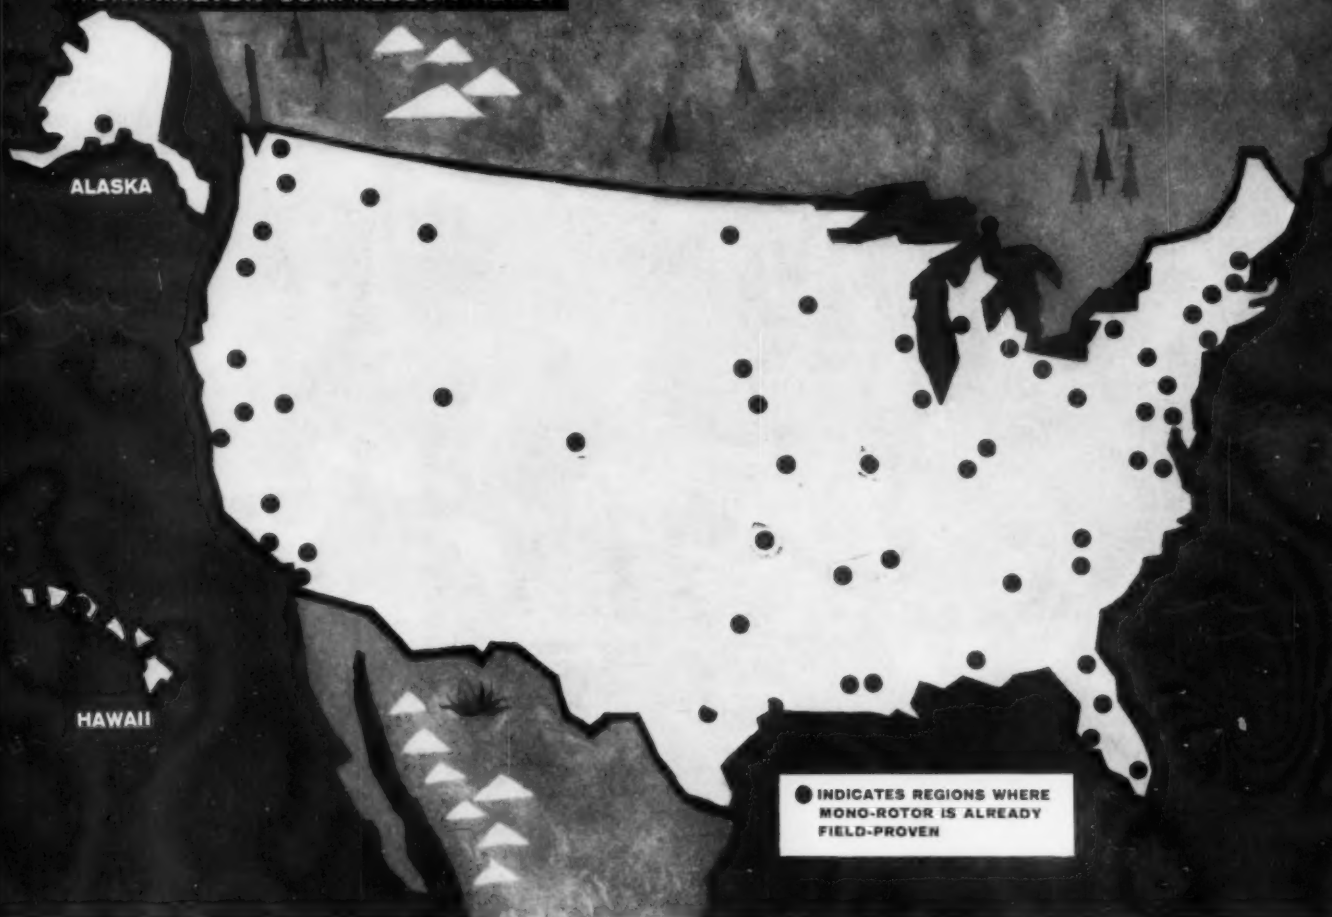 ALASKA
HAWAII
INDICATES REGIONS WHERE
MONO-ROTOR IS ALREADY
FIELD-PROVEN